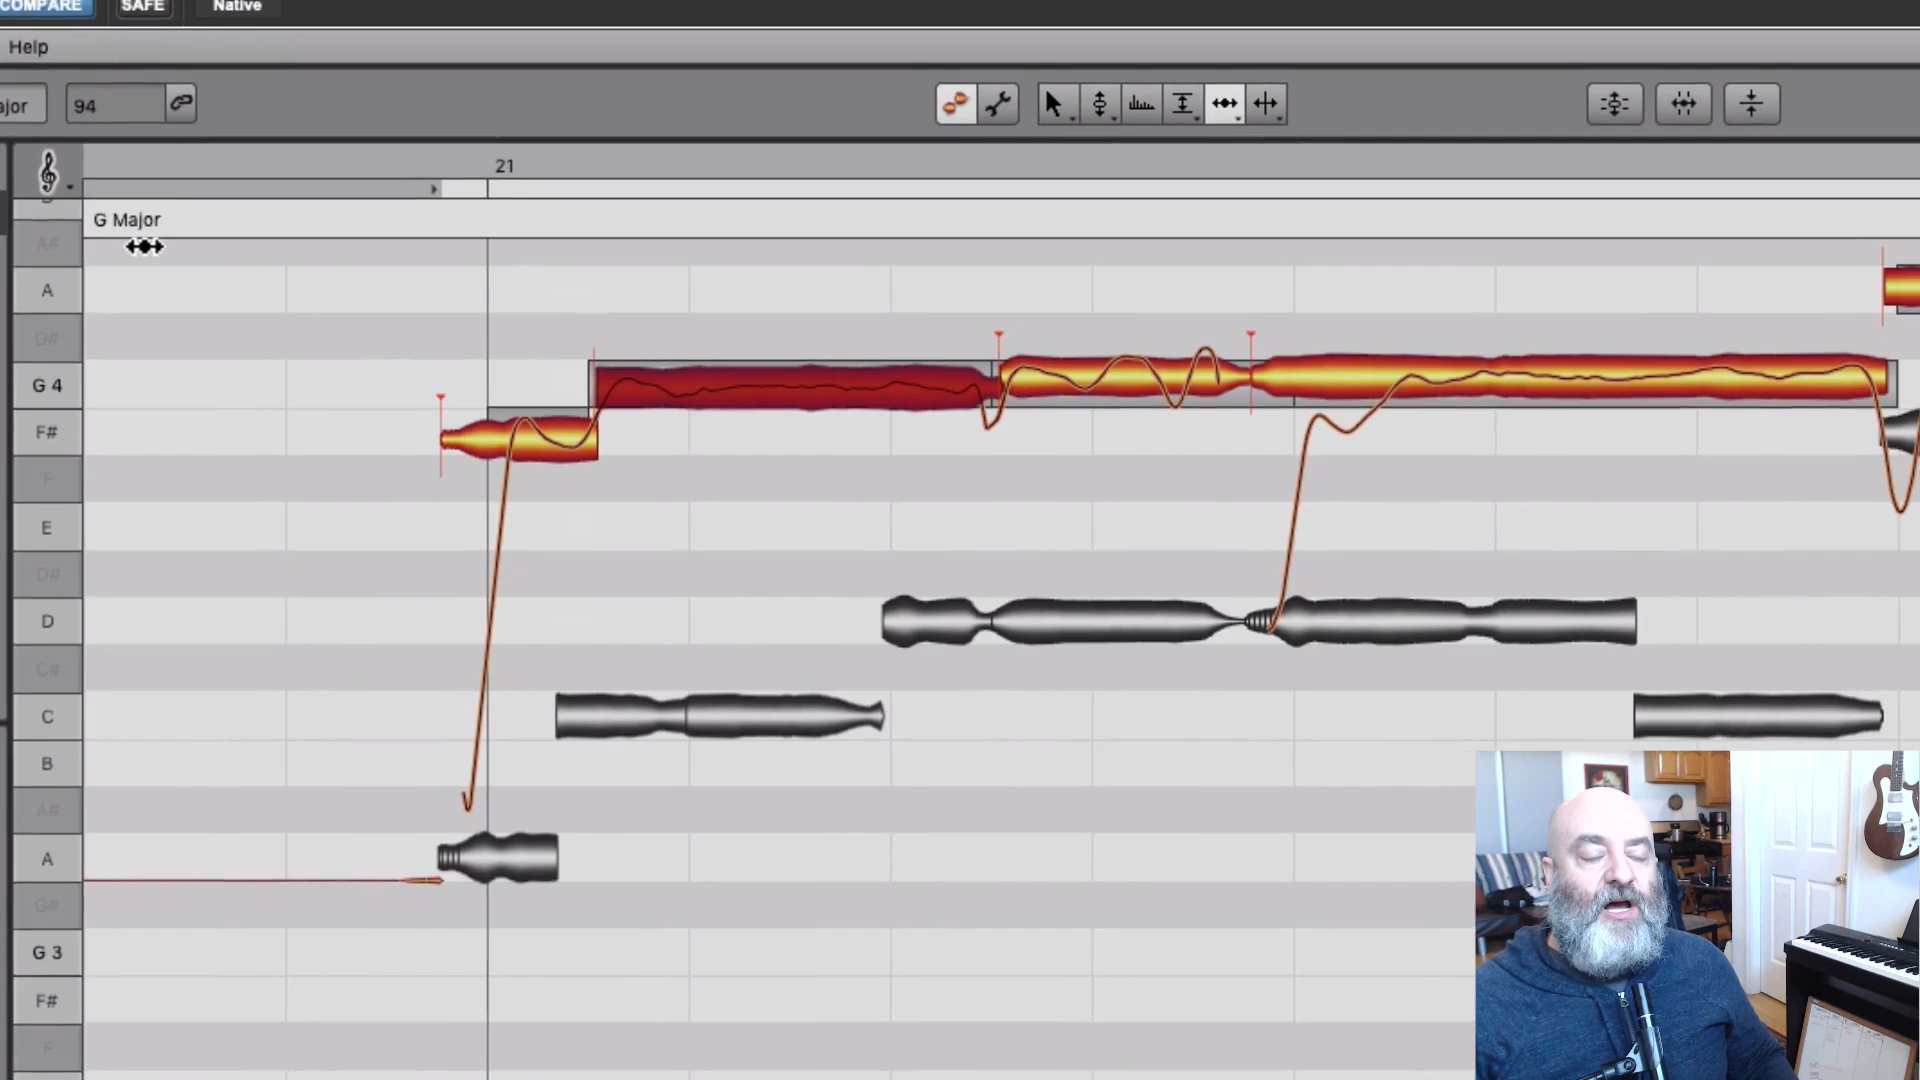 COMPARE
SAFE
Native
Help
ajor
94
21
G Major
A#
A
G#
G 4
F#
F
E
D#
D
C#
C
B
A#
A
G#
G 3
F#
F